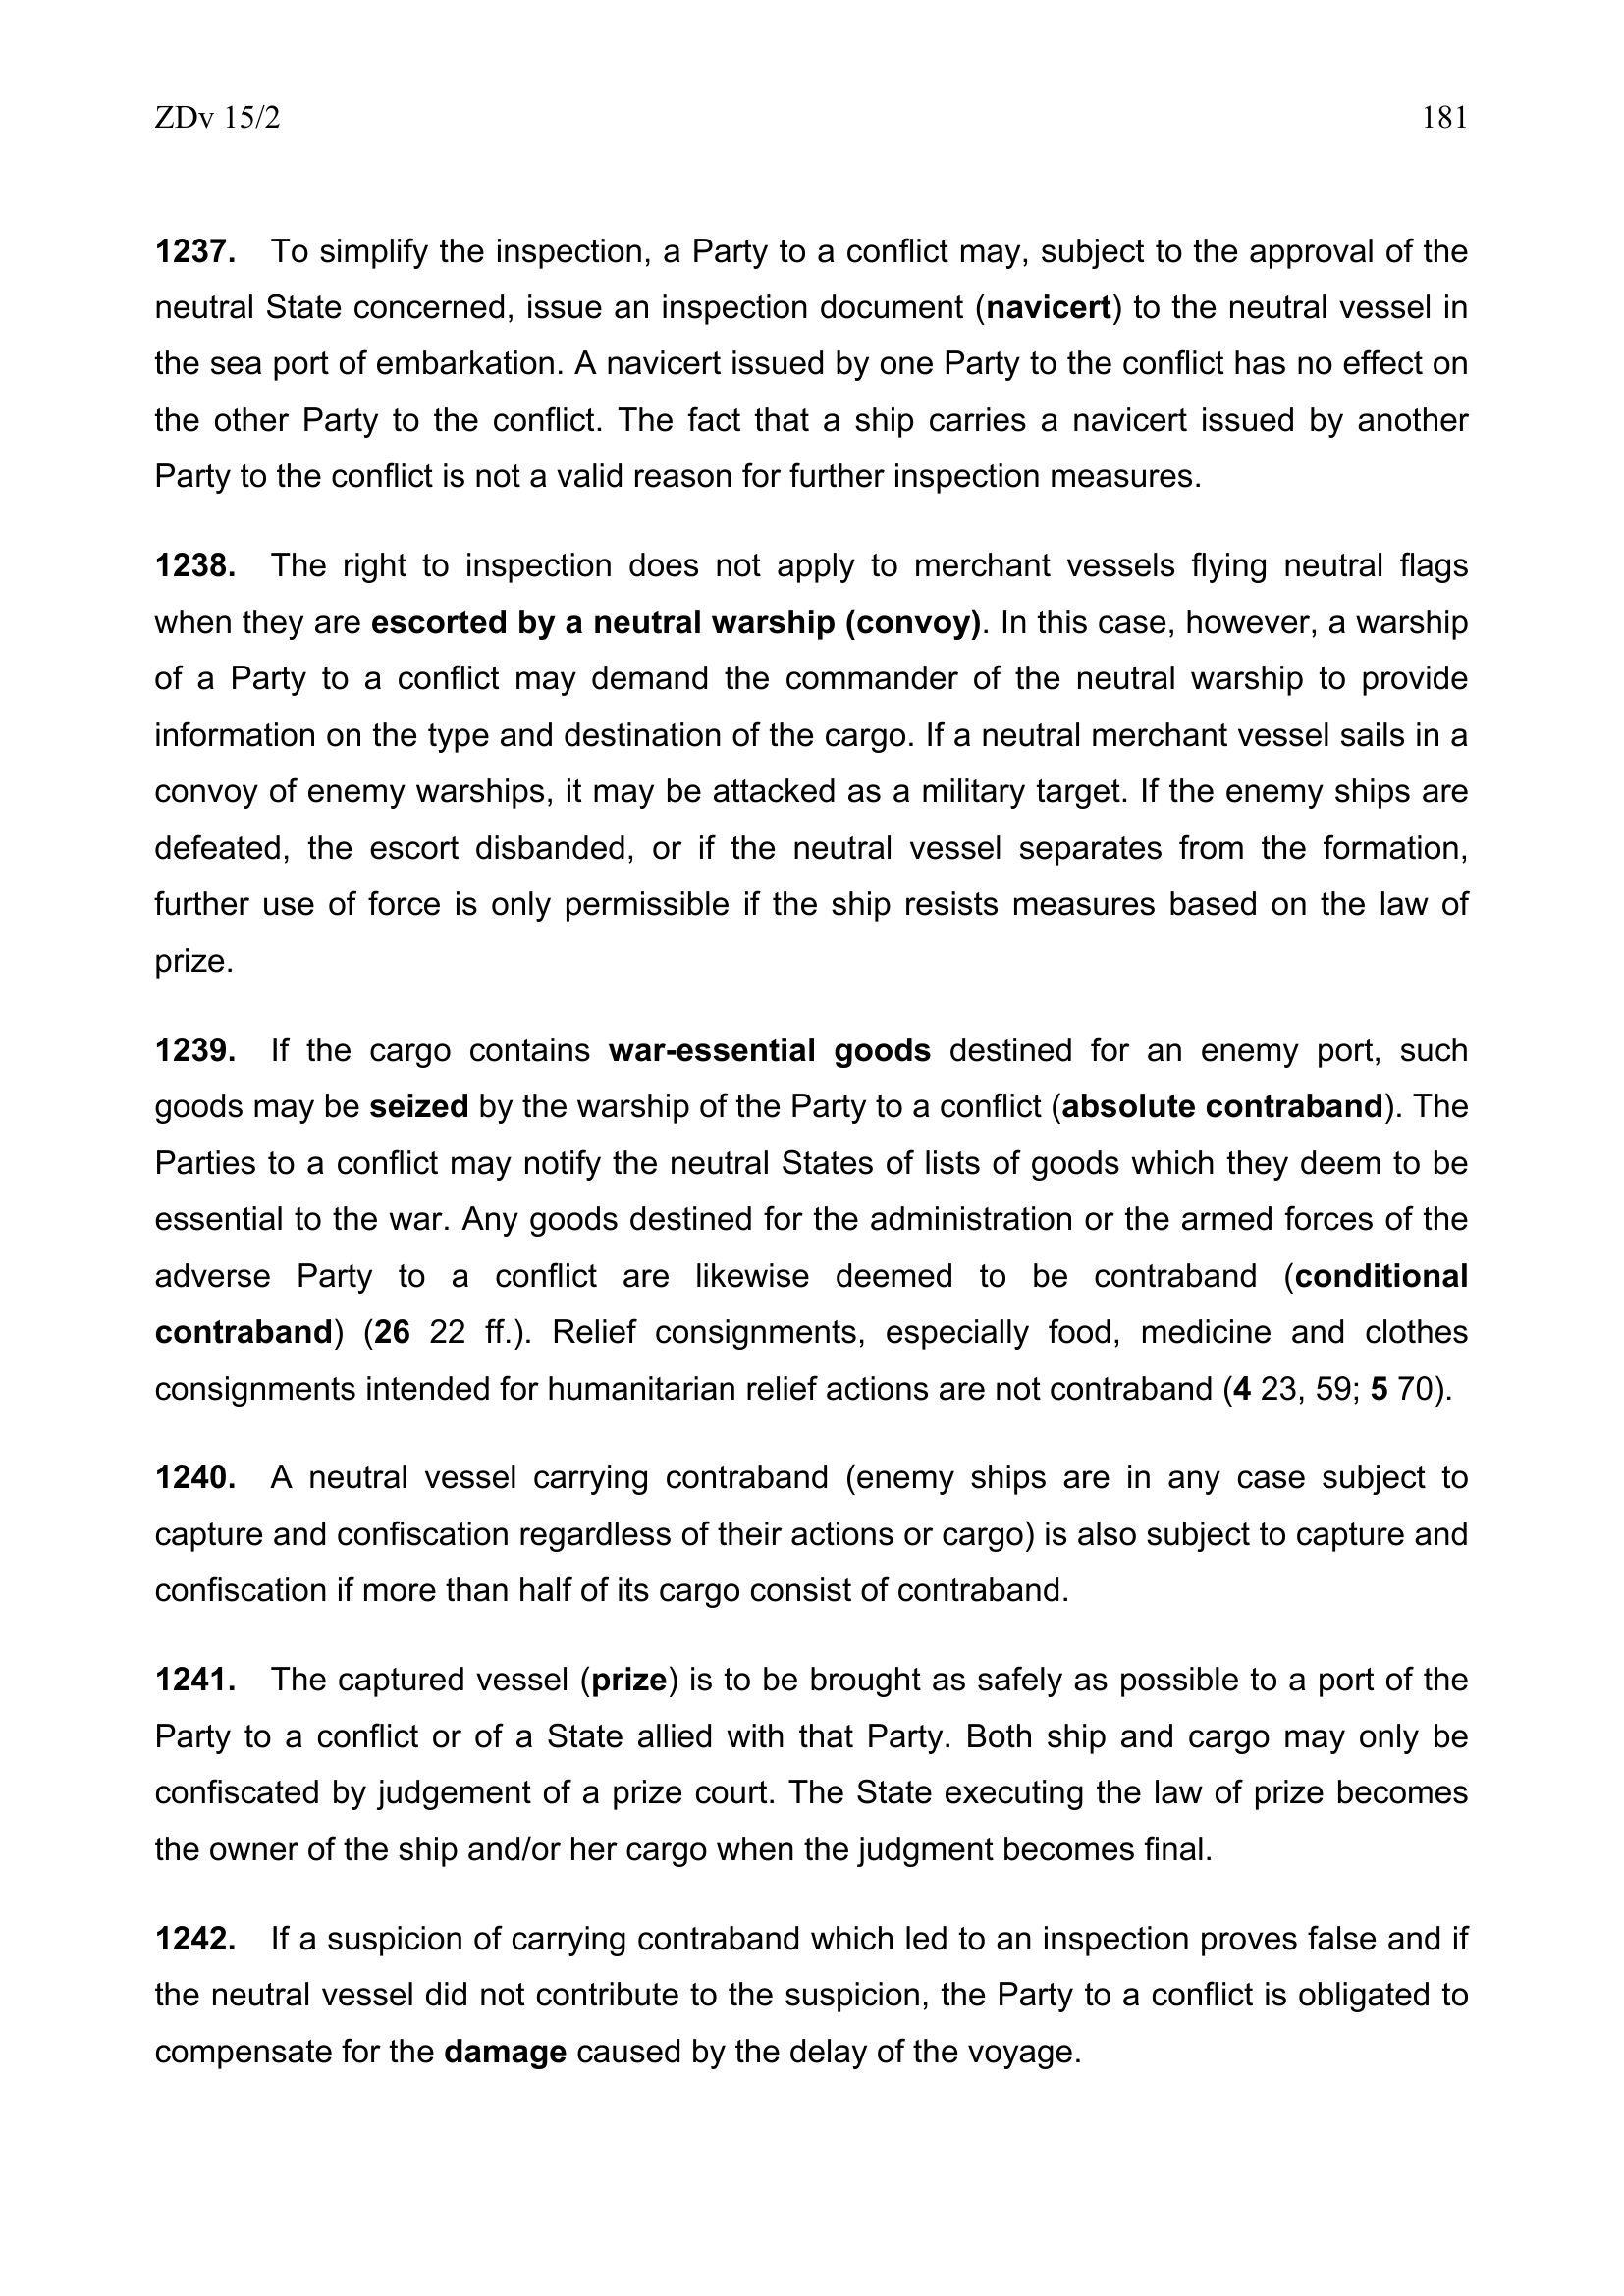 ZDv 15/2 181
1237. To simplify the inspection, a Party to a conflict may, subject to the approval of the
neutral State concerned, issue an inspection document (navicert) to the neutral vessel in
the sea port of embarkation. A navicert issued by one Party to the conflict has no effect on
the other Party to the conflict. The fact that a ship carries a navicert issued by another
Party to the conflict is not a valid reason for further inspection measures.
1238. The right to inspection does not apply to merchant vessels flying neutral flags
when they are escorted by a neutral warship (convoy). In this case, however, a warship
of a Party to a conflict may demand the commander of the neutral warship to provide
information on the type and destination of the cargo. If a neutral merchant vessel sails in a
convoy of enemy warships, it may be attacked as a military target. If the enemy ships are
defeated, the escort disbanded, or if the neutral vessel separates from the formation,
further use of force is only permissible if the ship resists measures based on the law of
prize.
1239. If the cargo contains war-essential goods destined for an enemy port, such
goods may be seized by the warship of the Party to a conflict (absolute contraband). The
Parties to a conflict may notify the neutral States of lists of goods which they deem to be
essential to the war. Any goods destined for the administration or the armed forces of the
adverse Party to a conflict are likewise deemed to be contraband (conditional
contraband) (26 22 ff.). Relief consignments, especially food, medicine and clothes
consignments intended for humanitarian relief actions are not contraband (4 23, 59; 5 70).
1240. A neutral vessel carrying contraband (enemy ships are in any case subject to
capture and confiscation regardless of their actions or cargo) is also subject to capture and
confiscation if more than half of its cargo consist of contraband.
1241. The captured vessel (prize) is to be brought as safely as possible to a port of the
Party to a conflict or of a State allied with that Party. Both ship and cargo may only be
confiscated by judgement of a prize court. The State executing the law of prize becomes
the owner of the ship and/or her cargo when the judgment becomes final.
1242. If a suspicion of carrying contraband which led to an inspection proves false and if
the neutral vessel did not contribute to the suspicion, the Party to a conflict is obligated to
compensate for the damage caused by the delay of the voyage.